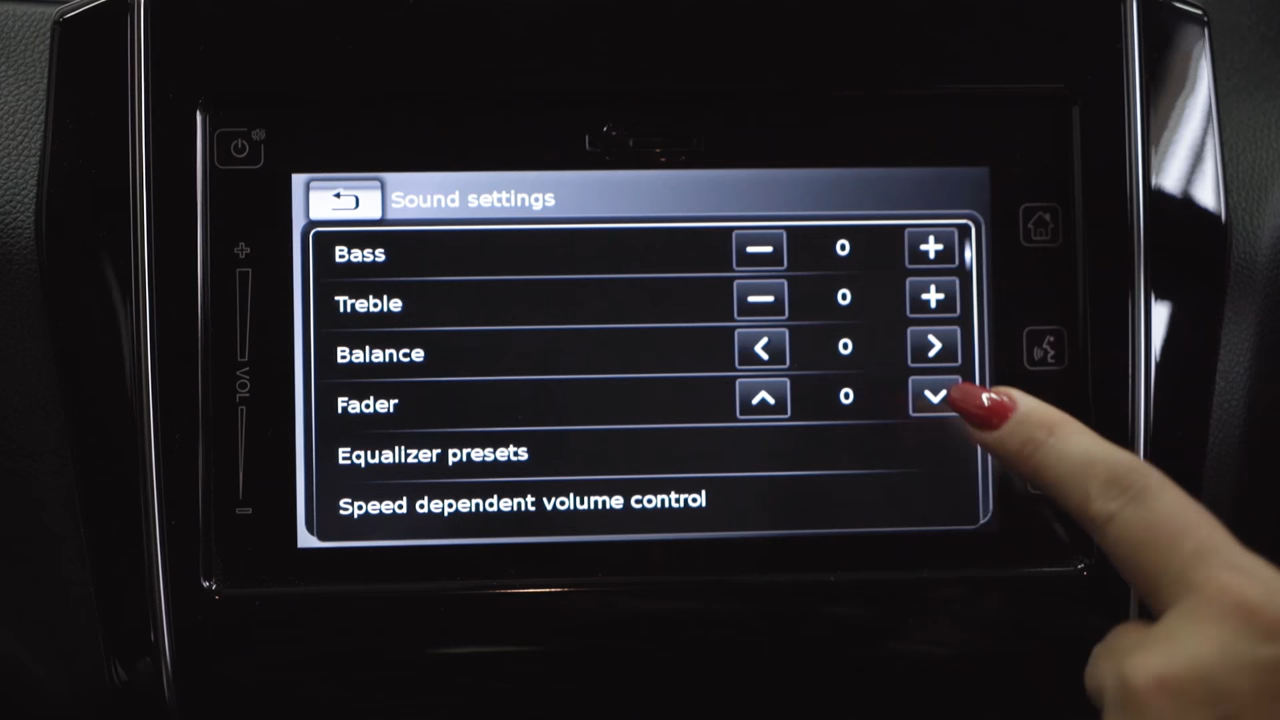 Sound settings
Bass 0
Treble 0
Balance 0
Fader 0
Equalizer presets
Speed dependent volume control
VOL